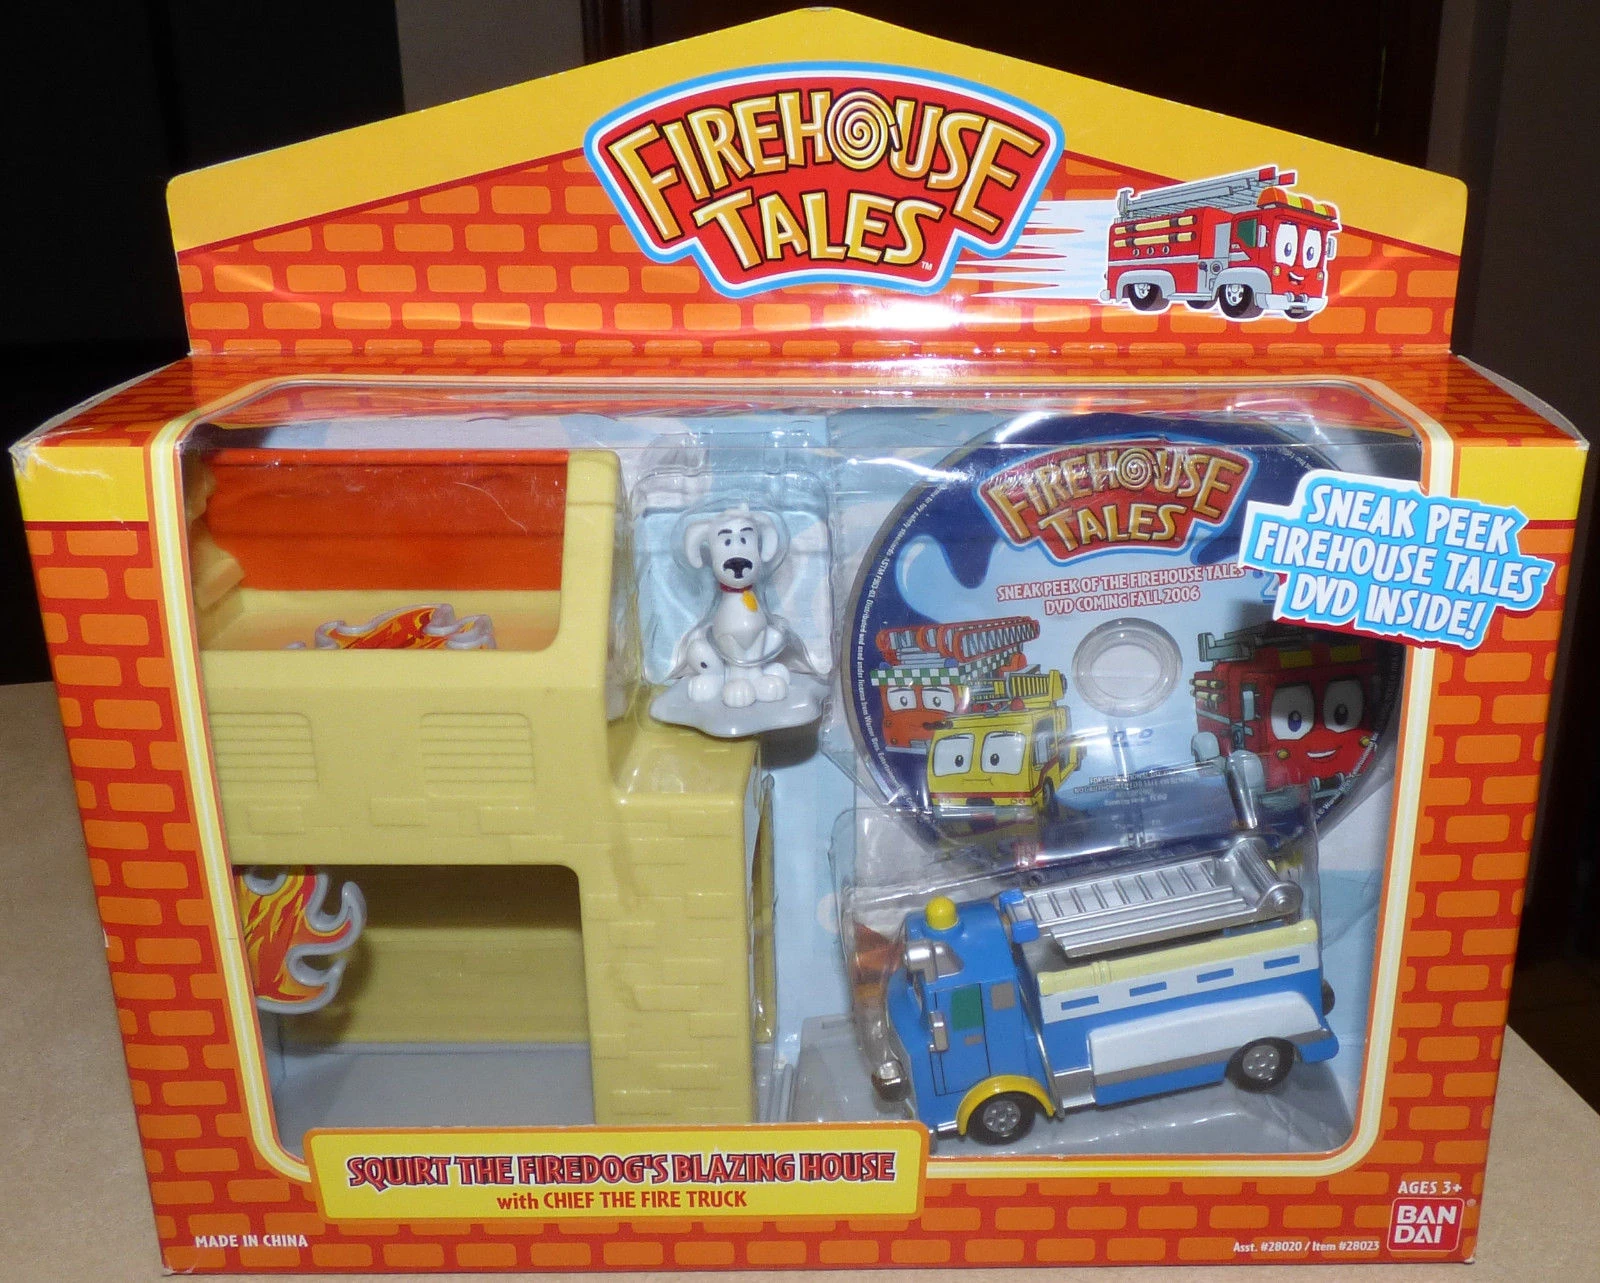 FIREHOUSE
TALES™
SNEAK PEEK
FIREHOUSE TALES
DVD INSIDE!
FIREHOUSE
TALES
SNEAK PEEK OF THE FIREHOUSE TALES
DVD COMING FALL 2006
SQUIRT THE FIREDOG'S BLAZING HOUSE
with CHIEF THE FIRE TRUCK
MADE IN CHINA
AGES 3+
BAN
DAI®
Asst. #28020 / Item #28023